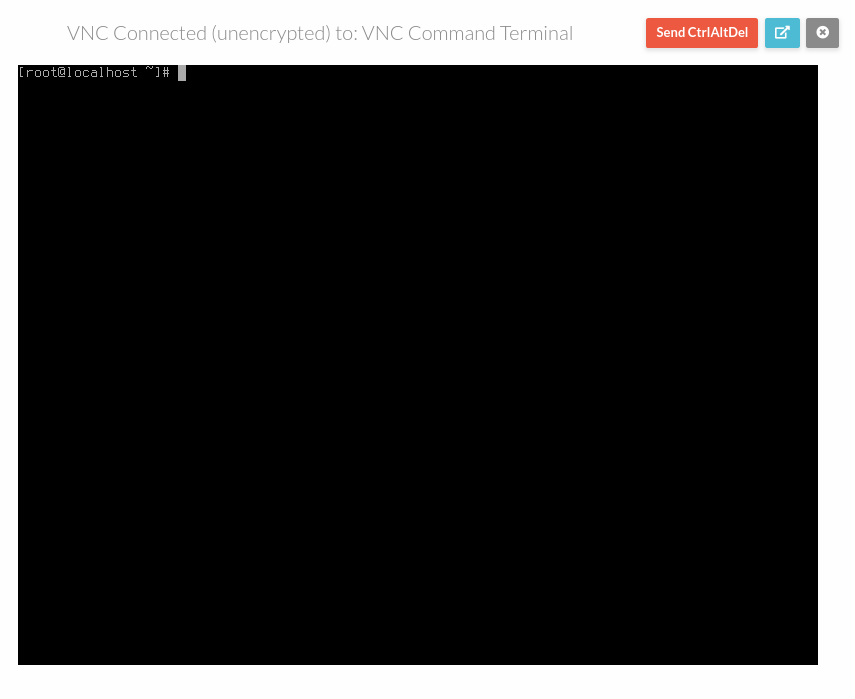 VNC Connected (unencrypted) to: VNC Command Terminal
Send CtrlAltDel
[root@localhost ~]#